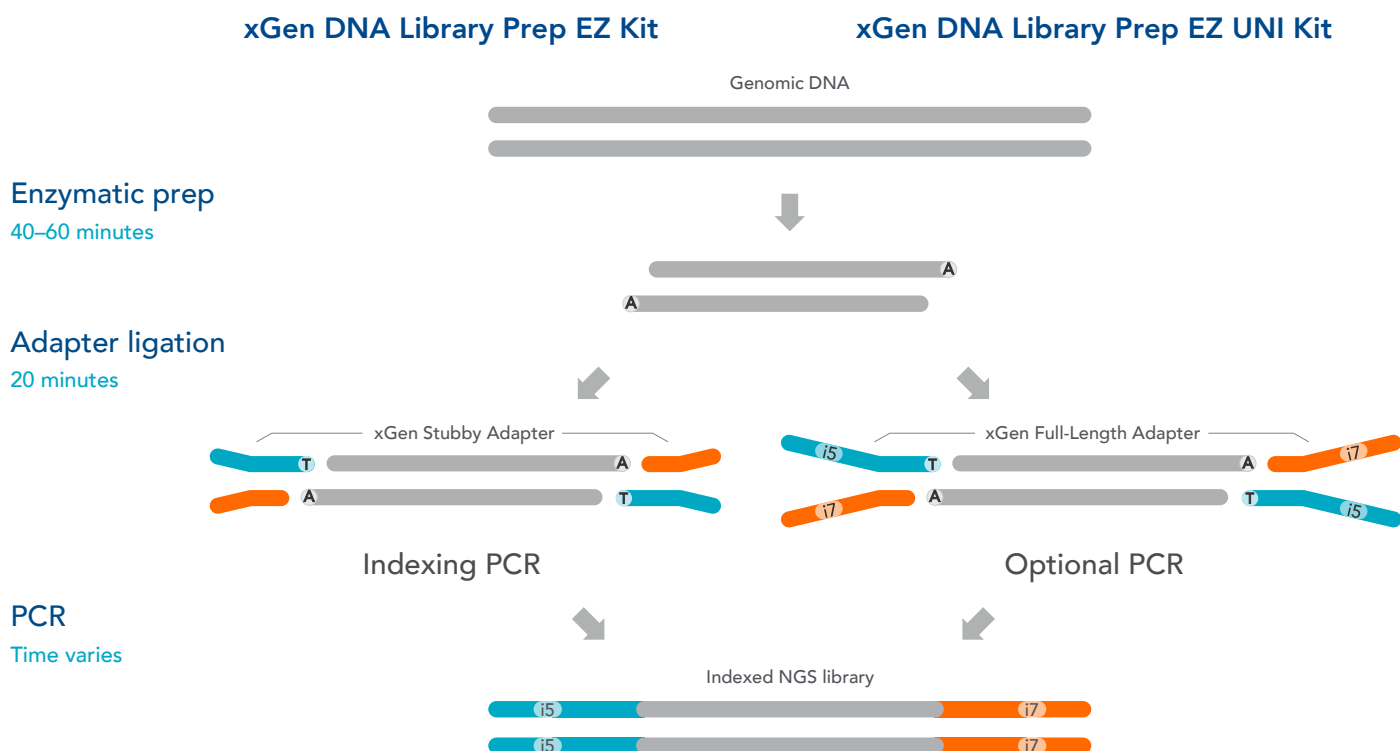 xGen DNA Library Prep EZ Kit
xGen DNA Library Prep EZ UNI Kit
Genomic DNA
Enzymatic prep
40–60 minutes
A
A
Adapter ligation
20 minutes
xGen Stubby Adapter
xGen Full-Length Adapter
T A
i5 T A i7
A T
i7 A T i5
Indexing PCR
Optional PCR
PCR
Time varies
Indexed NGS library
i5 i7
i5 i7